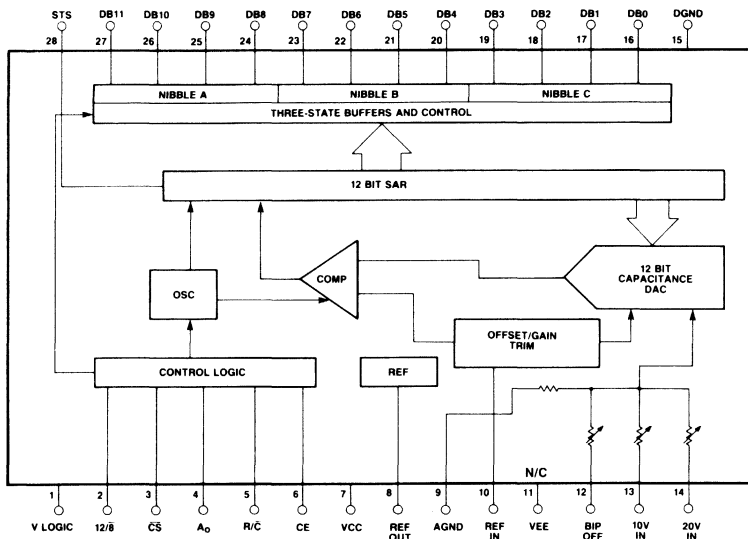 STS DB11 DB10 DB9 DB8 DB7 DB6 DB5 DB4 DB3 DB2 DB1 DB0 DGND
28 27 26 25 24 23 22 21 20 19 18 17 16 15
NIBBLE A NIBBLE B NIBBLE C
THREE-STATE BUFFERS AND CONTROL
12 BIT SAR
OSC
COMP
12 BIT
CAPACITANCE
DAC
OFFSET/GAIN
TRIM
CONTROL LOGIC
REF
N/C
1 2 3 4 5 6 7 8 9 10 11 12 13 14
V LOGIC 12/8̅ C̅S̅ A₀ R/C̅ CE VCC REF OUT AGND REF IN VEE BIP OFF 10V IN 20V IN